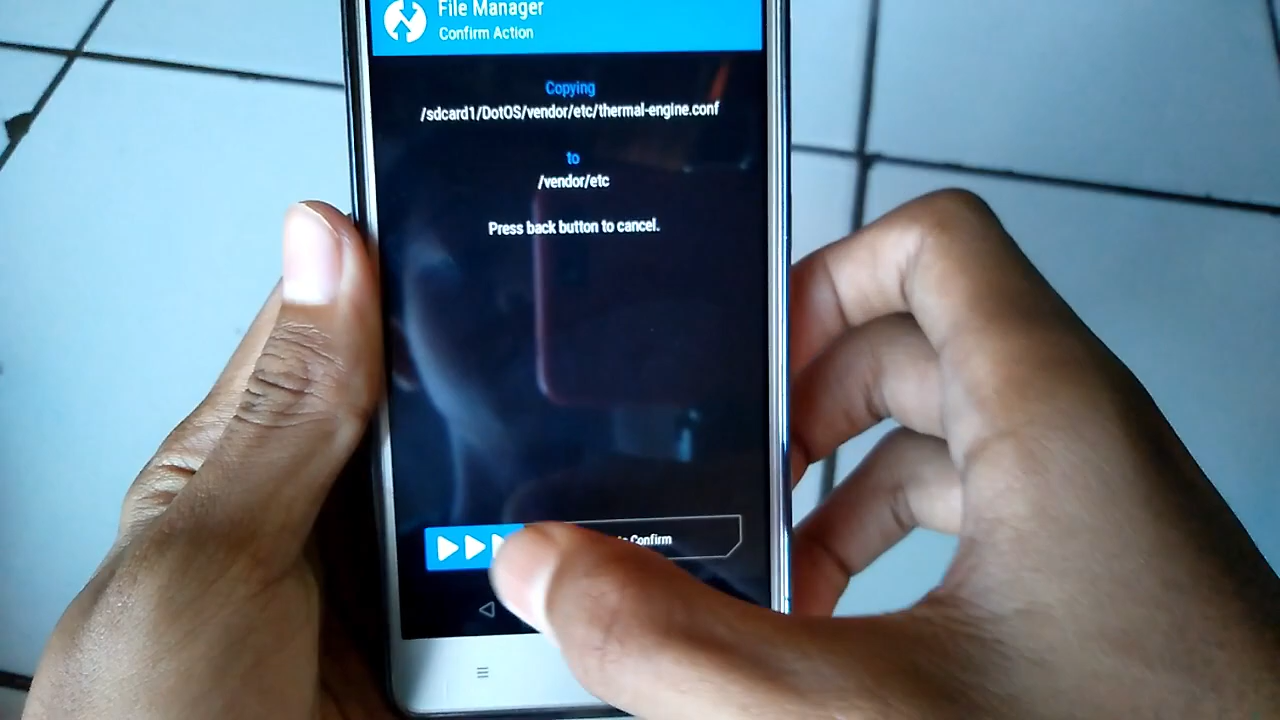 File Manager
Confirm Action
Copying
/sdcard1/DotOS/vendor/etc/thermal-engine.conf
to
/vendor/etc
Press back button to cancel.
Confirm